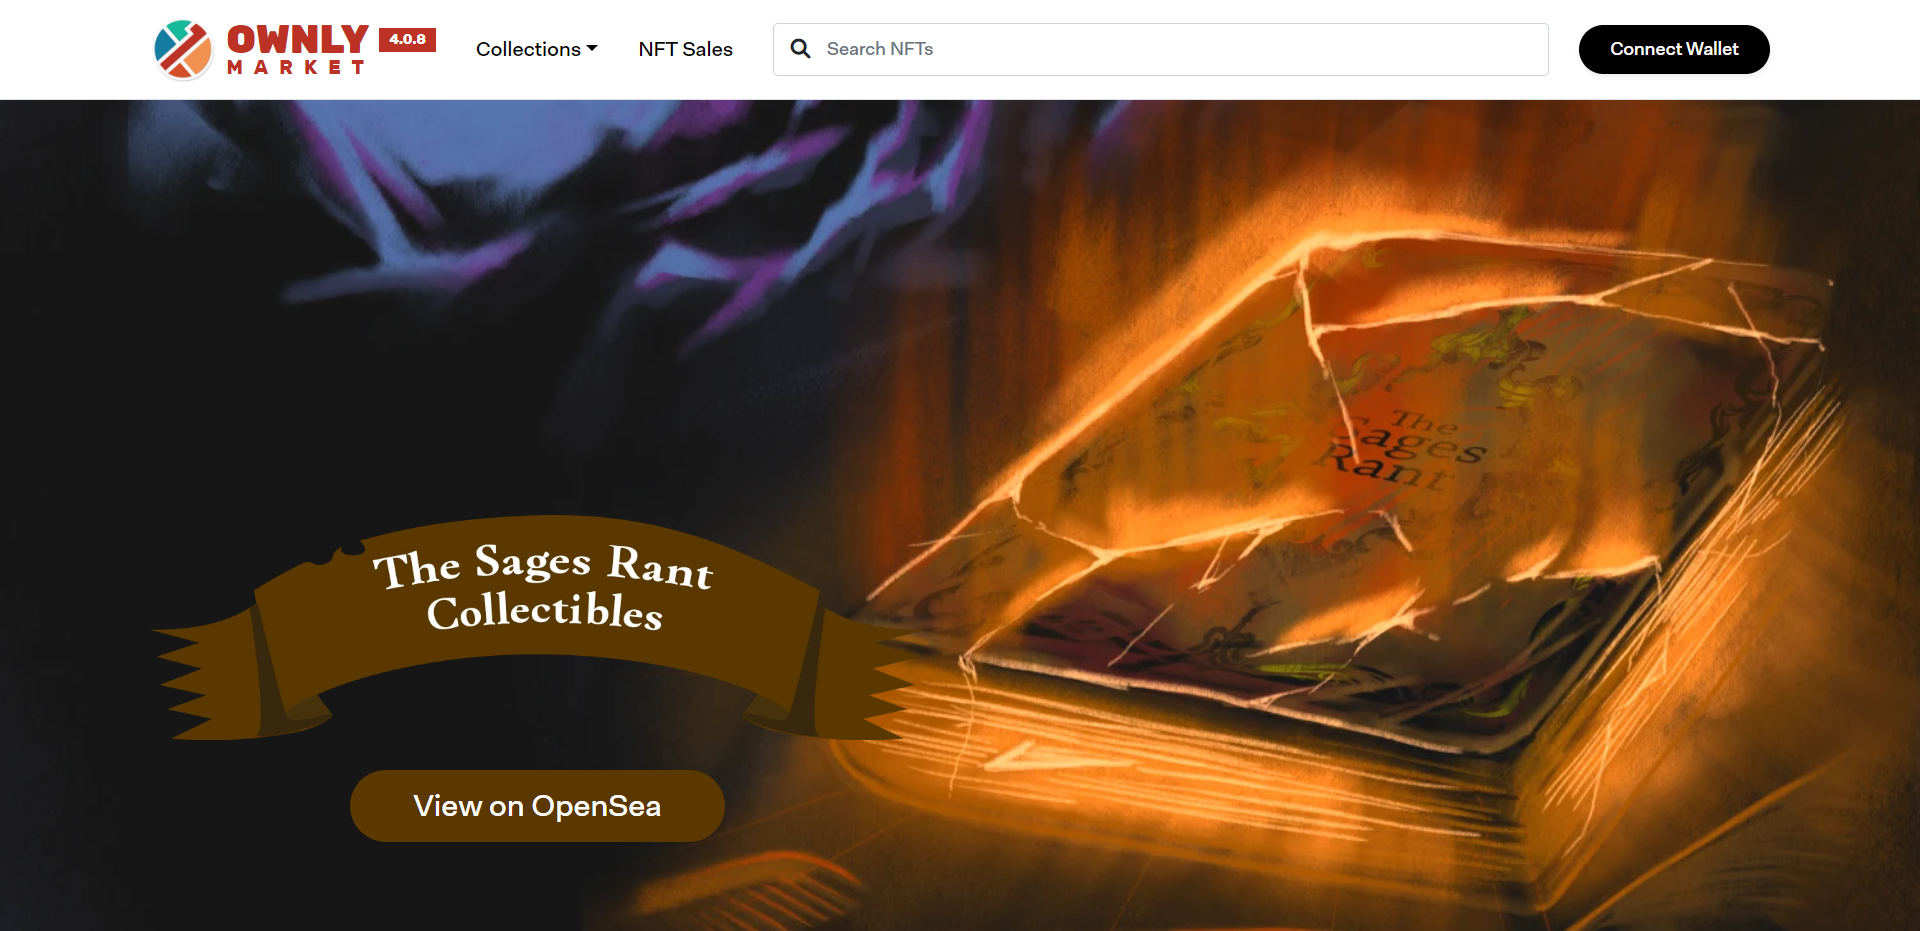 OWNLY
MARKET
4.0.8
Collections
NFT Sales
Search NFTs
Connect Wallet
The
Sages
Rant
The Sages Rant
Collectibles
View on OpenSea